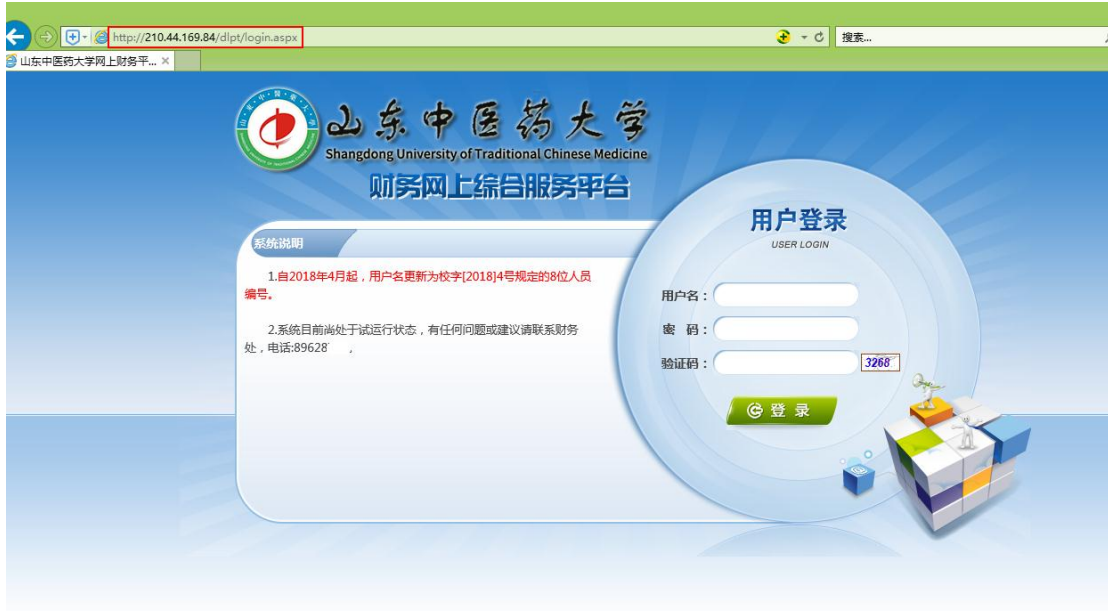 http://210.44.169.84/dlpt/login.aspx
搜索...
山东中医药大学网上财务平... ×
山东中医药大学
Shangdong University of Traditional Chinese Medicine
财务网上综合服务平台
系统说明
1.自2018年4月起，用户名更新为校字[2018]4号规定的8位人员
编号。
2.系统目前尚处于试运行状态，有任何问题或建议请联系财务
处，电话:89628 ，
用户登录
USER LOGIN
用户名：
密 码：
验证码：
3268
登 录